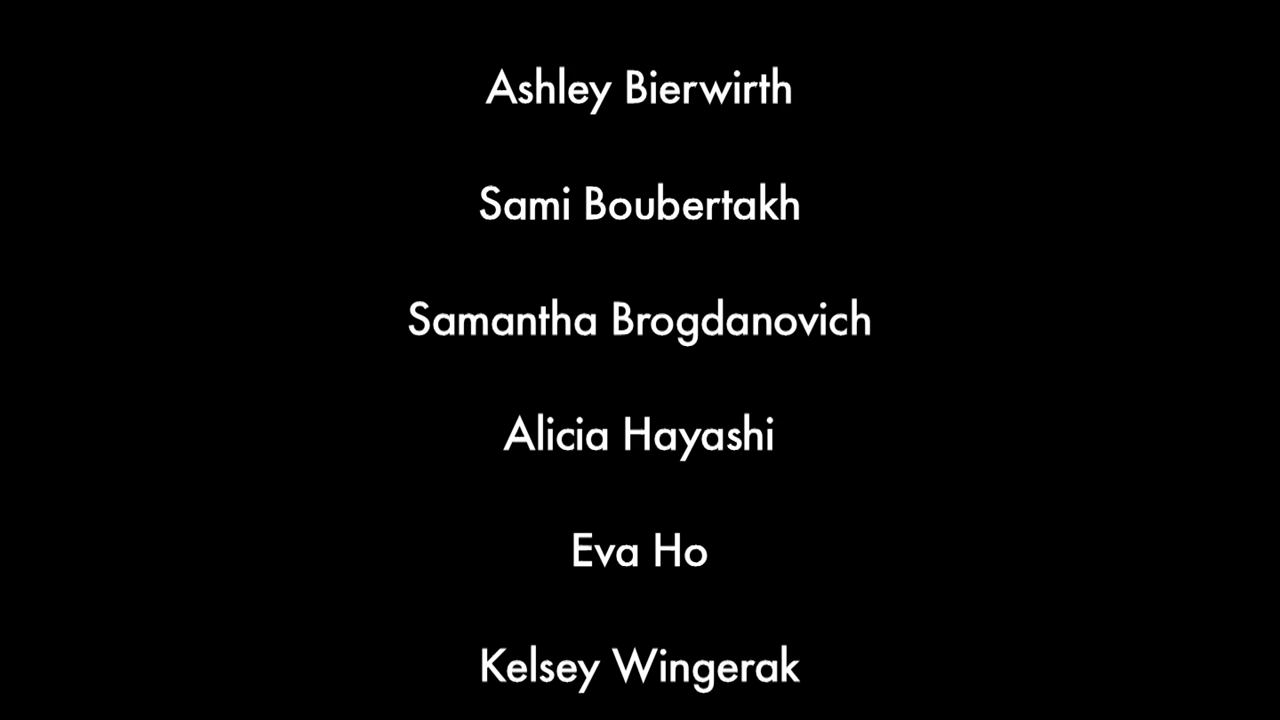 Ashley Bierwirth
Sami Boubertakh
Samantha Brogdanovich
Alicia Hayashi
Eva Ho
Kelsey Wingerak